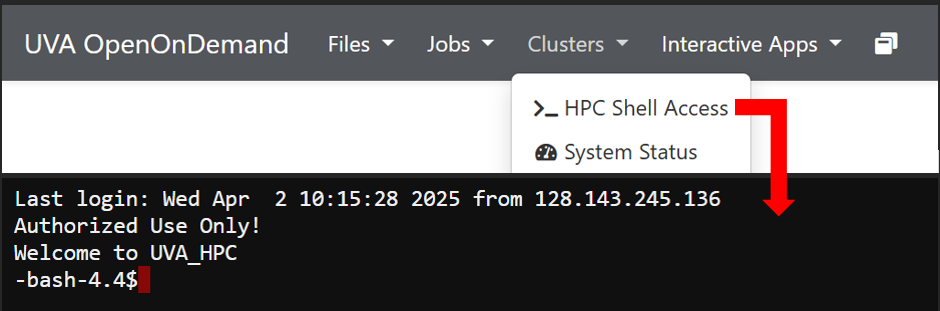 UVA OpenOnDemand Files Jobs Clusters Interactive Apps
HPC Shell Access
System Status
Last login: Wed Apr  2 10:15:28 2025 from 128.143.245.136
Authorized Use Only!
Welcome to UVA_HPC
-bash-4.4$